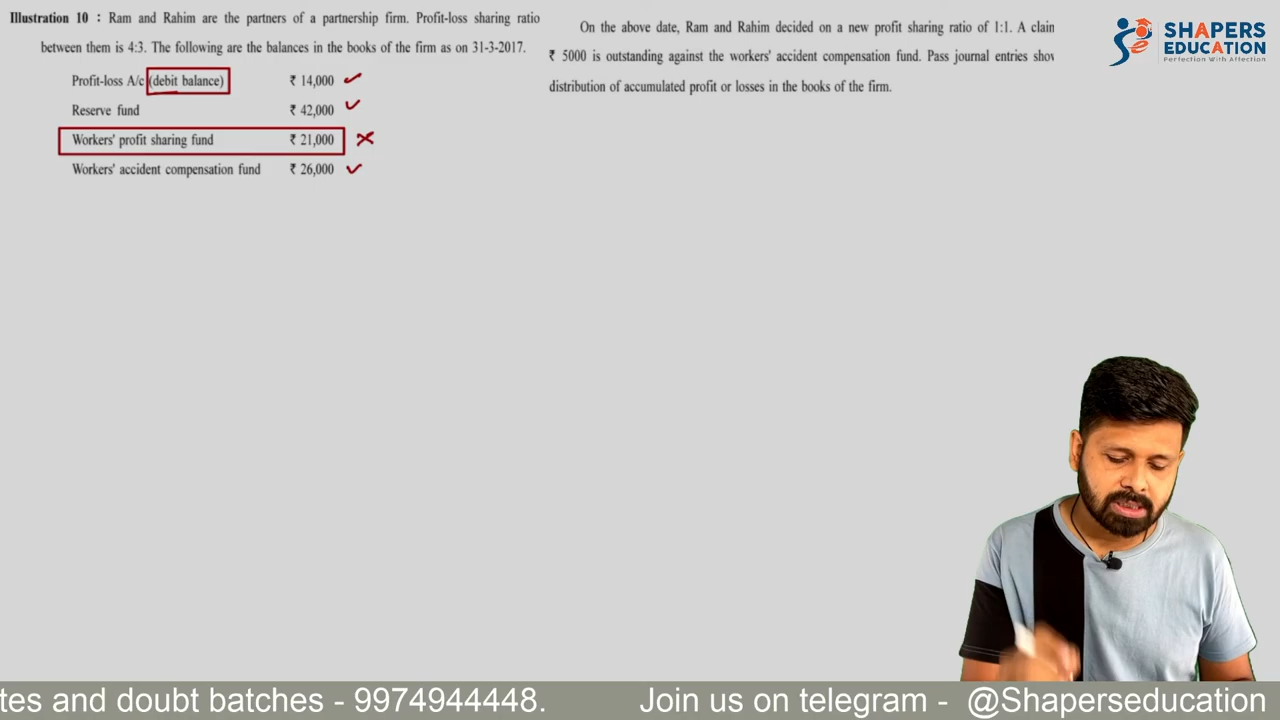 Illustration 10 : Ram and Rahim are the partners of a partnership firm. Profit-loss sharing ratio
between them is 4:3. The following are the balances in the books of the firm as on 31-3-2017.
Profit-loss A/c (debit balance) ₹ 14,000
Reserve fund ₹ 42,000
Workers' profit sharing fund ₹ 21,000
Workers' accident compensation fund ₹ 26,000
On the above date, Ram and Rahim decided on a new profit sharing ratio of 1:1. A claim
₹ 5000 is outstanding against the workers' accident compensation fund. Pass journal entries show
distribution of accumulated profit or losses in the books of the firm.
SHAPERS
EDUCATION
Perfection With Affection
tes and doubt batches - 9974944448. Join us on telegram - @Shaperseducation